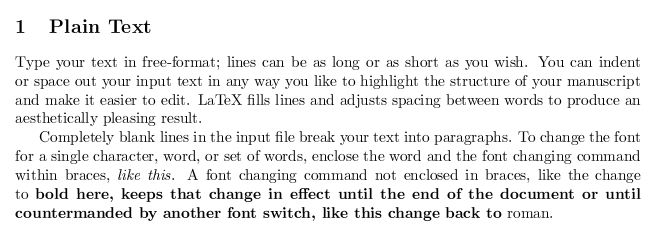 1 Plain Text
Type your text in free-format; lines can be as long or as short as you wish. You can indent
or space out your input text in any way you like to highlight the structure of your manuscript
and make it easier to edit. LaTeX fills lines and adjusts spacing between words to produce an
aesthetically pleasing result.
Completely blank lines in the input file break your text into paragraphs. To change the font
for a single character, word, or set of words, enclose the word and the font changing command
within braces, like this. A font changing command not enclosed in braces, like the change
to bold here, keeps that change in effect until the end of the document or until
countermanded by another font switch, like this change back to roman.